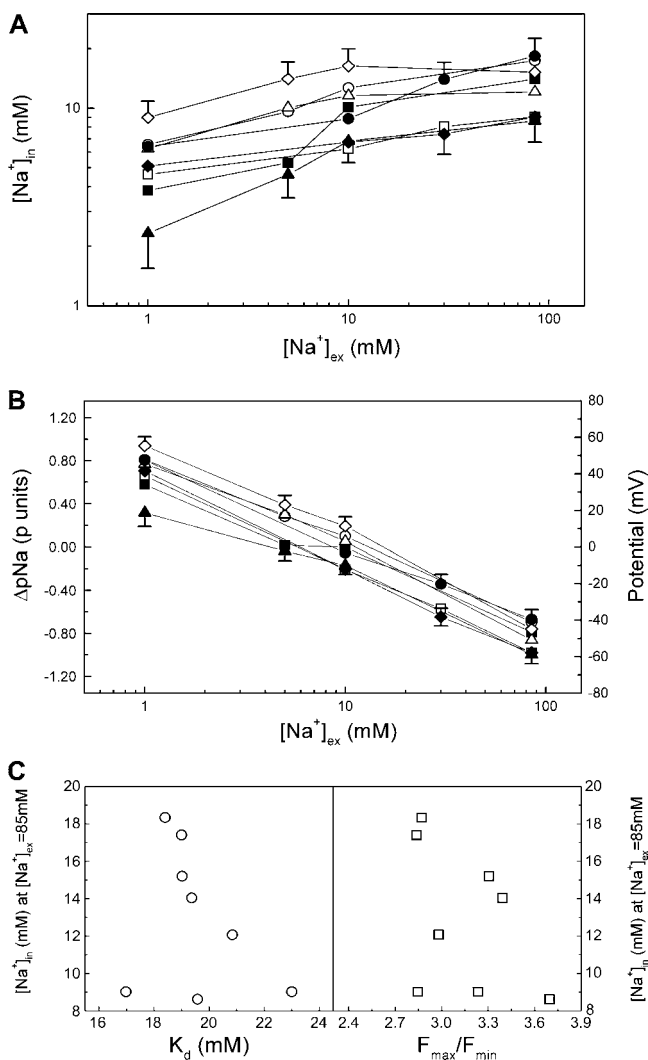 A
10
1
[Na⁺]in (mM)
1 10 100
[Na⁺]ex (mM)
B
1.20
0.80
0.40
0.00
-0.40
-0.80
-1.20
ΔpNa (p units)
80
60
40
20
0
-20
-40
-60
-80
Potential (mV)
1 10 100
[Na⁺]ex (mM)
C
20
18
16
14
12
10
8
[Na⁺]in (mM) at [Na⁺]ex=85mM
16 18 20 22 24
Kd (mM)
2.4 2.7 3.0 3.3 3.6 3.9
Fmax/Fmin
20
18
16
14
12
10
8
[Na⁺]in (mM) at [Na⁺]ex=85mM